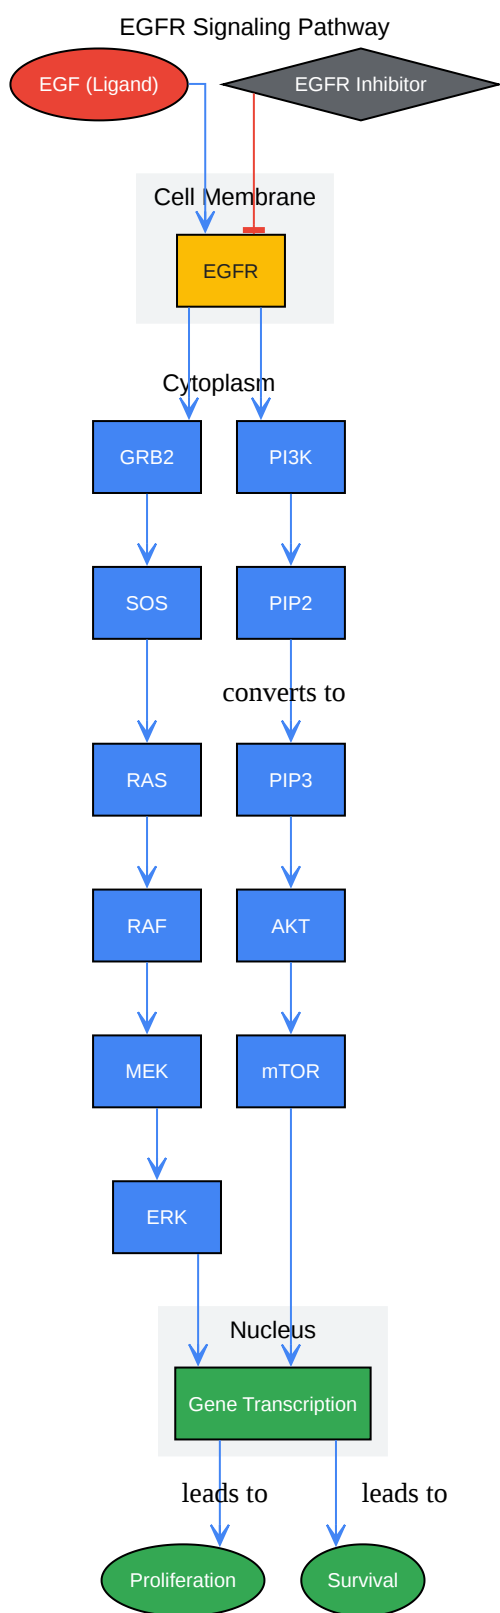 EGFR Signaling Pathway
EGF (Ligand)
EGFR Inhibitor
Cell Membrane
EGFR
Cytoplasm
GRB2
PI3K
SOS
PIP2
converts to
RAS
PIP3
RAF
AKT
MEK
mTOR
ERK
Nucleus
Gene Transcription
leads to
leads to
Proliferation
Survival